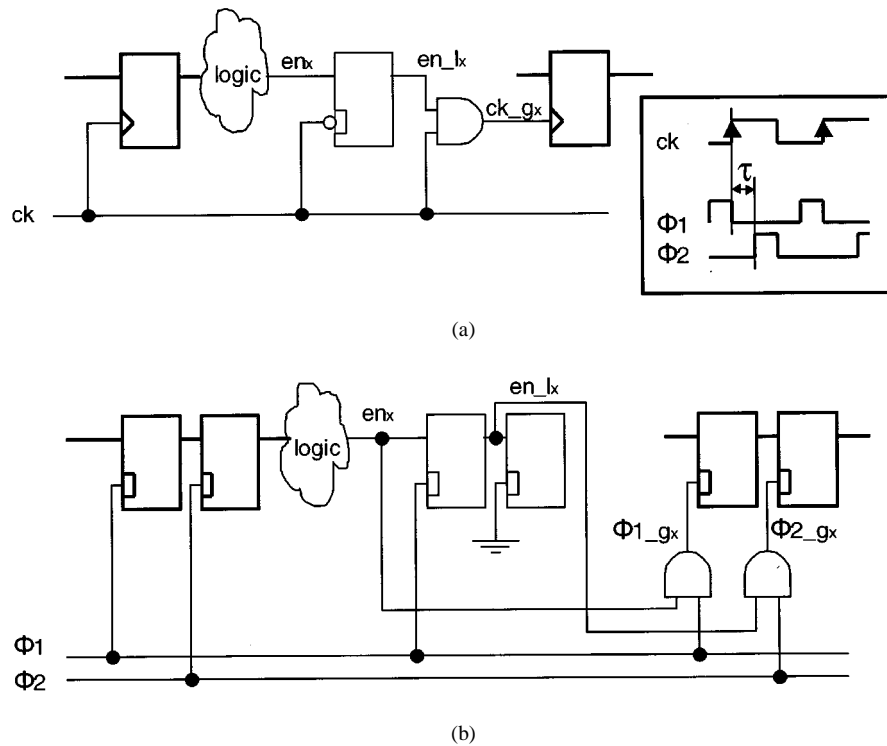 logic
enx
en_lx
ck_gx
ck
ck
τ
Φ1
Φ2
(a)
logic
enx
en_lx
Φ1_gx
Φ2_gx
Φ1
Φ2
(b)